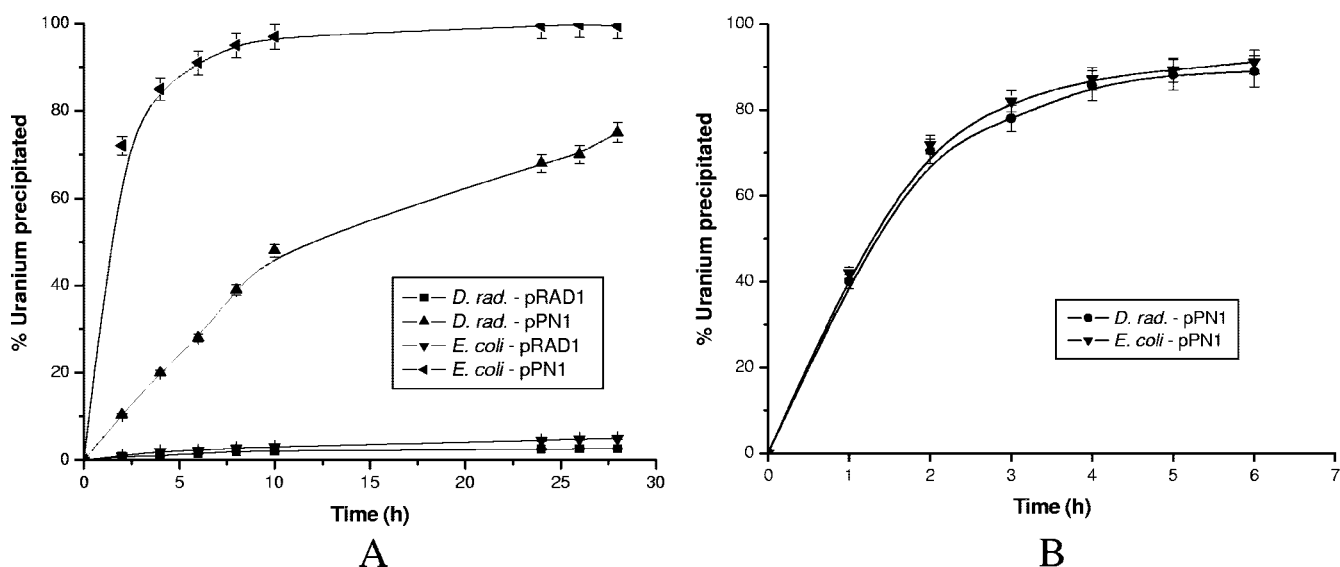 % Uranium precipitated
100
80
60
40
20
0
0 5 10 15 20 25 30
Time (h)
D. rad. - pRAD1
D. rad. - pPN1
E. coli - pRAD1
E. coli - pPN1
A
% Uranium precipitated
100
80
60
40
20
0
0 1 2 3 4 5 6 7
Time (h)
D. rad. - pPN1
E. coli - pPN1
B